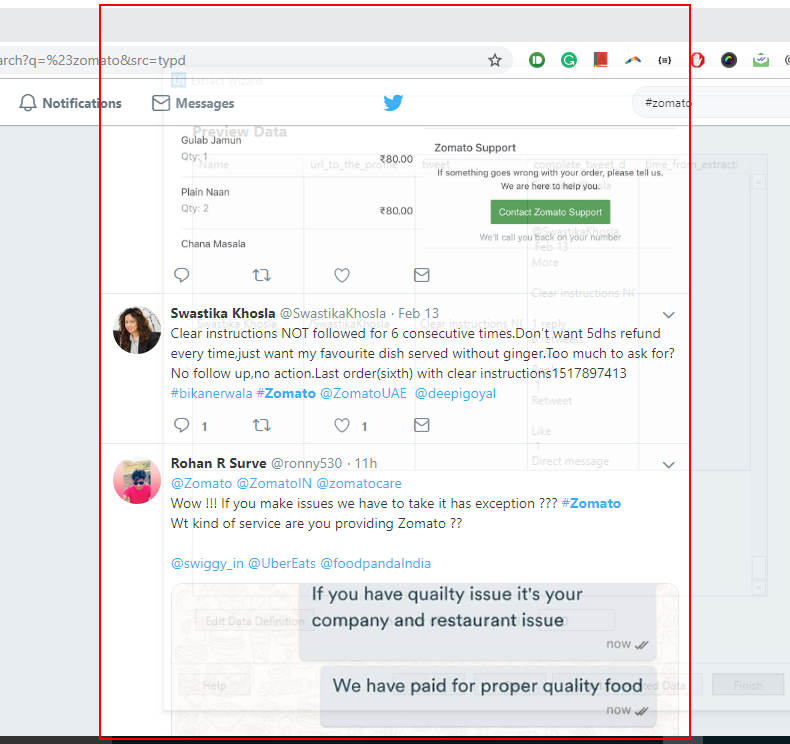 arch?q=%23zomato&src=typd
Extract Wizard
Notifications
Messages
#zomato
Preview Data
Name
url_to_the_profile
tweet
complete_tweet_d
time_from_extract
Gulab Jamun
Qty: 1
₹80.00
Plain Naan
Qty: 2
₹80.00
Chana Masala
Zomato Support
If something goes wrong with your order, please tell us.
We are here to help you.
Contact Zomato Support
We'll call you back on your number
@SwastikaKhosla
Feb 13
More
Clear instructions NO
Swastika Khosla @SwastikaKhosla · Feb 13
Clear instructions NOT followed for 6 consecutive times.Don't want 5dhs refund
every time,just want my favourite dish served without ginger.Too much to ask for?
No follow up,no action.Last order(sixth) with clear instructions1517897413
#bikanerwala #Zomato @ZomatoUAE @deepigoyal
1
1
Swastika Khosla
SwastikaKhosla
Clear instructions NO
1 reply
1
Retweet
Like
1
Direct message
Rohan R Surve @ronny530 · 11h
@Zomato @ZomatoIN @zomatocare
Wow !!! If you make issues we have to take it has exception ??? #Zomato
Wt kind of service are you providing Zomato ??
@swiggy_in @UberEats @foodpandaIndia
If you have quailty issue it's your
company and restaurant issue
now
We have paid for proper quality food
now
Edit Data Definition
Help
Data
Finish